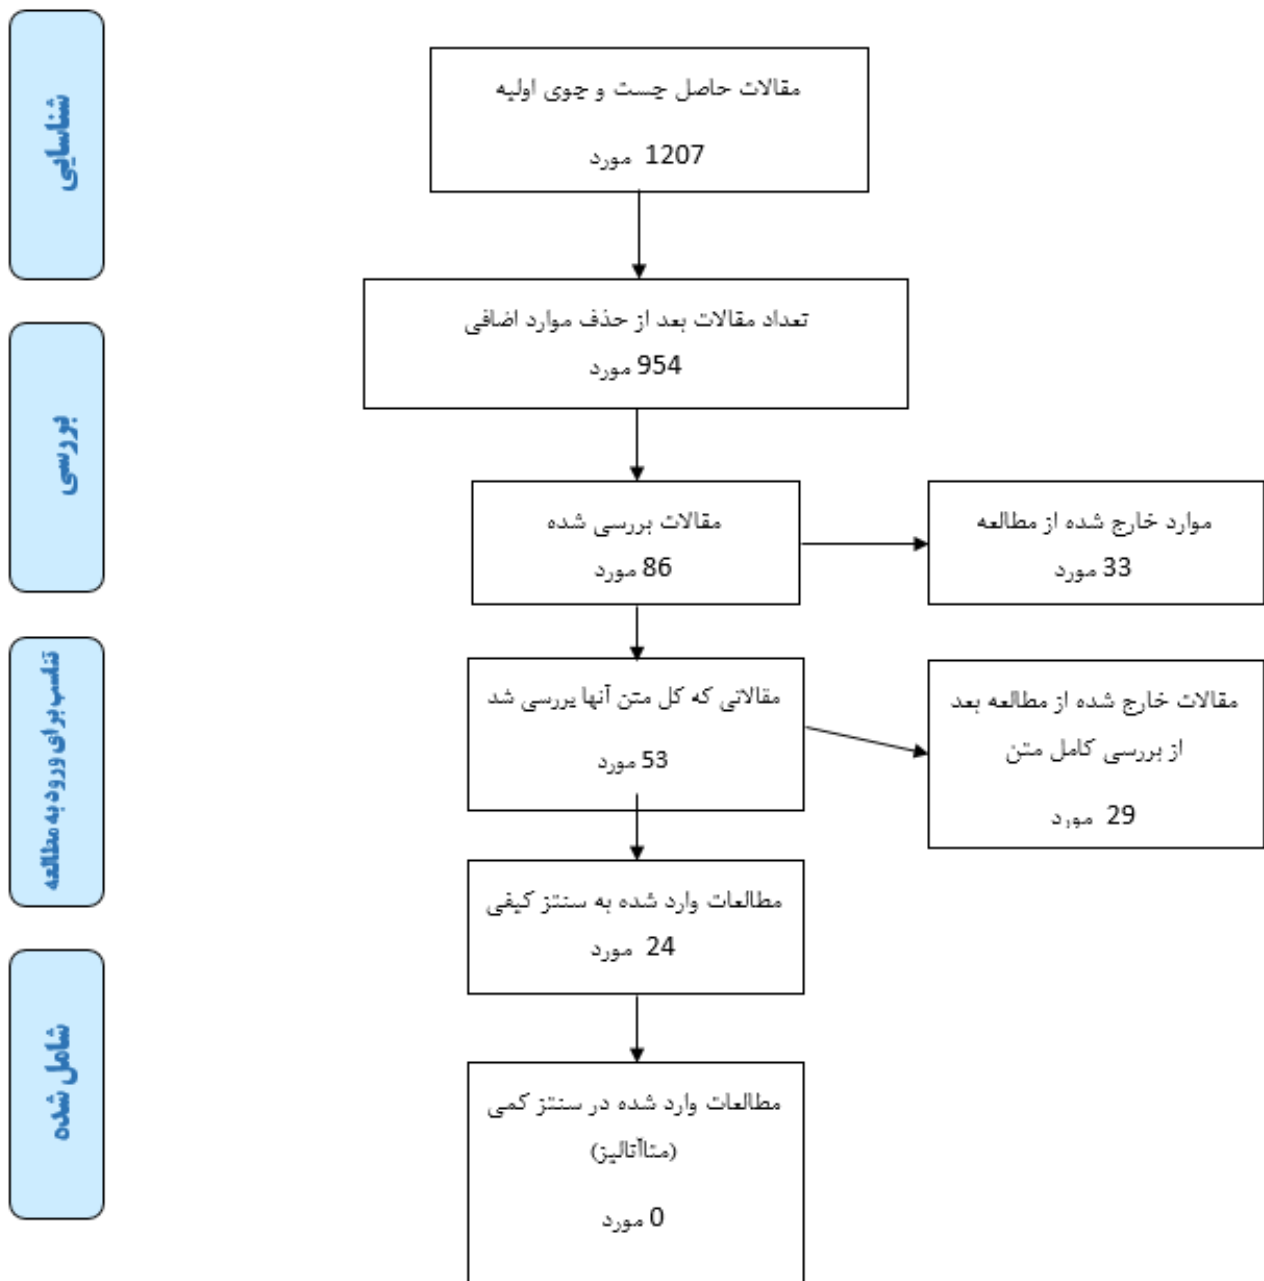 شناسایی
مقالات حاصل جست و جوی اولیه
1207 مورد
تعداد مقالات بعد از حذف موارد اضافی
954 مورد
بررسی
مقالات بررسی شده
86 مورد
موارد خارج شده از مطالعه
33 مورد
تناسب برای ورود به مطالعه
مقالاتی که کل متن آنها بررسی شد
53 مورد
مقالات خارج شده از مطالعه بعد
از بررسی کامل متن
29 مورد
مطالعات وارد شده به سنتز کیفی
24 مورد
شامل شده
مطالعات وارد شده در سنتز کمی
(متاآتالیز)
0 مورد